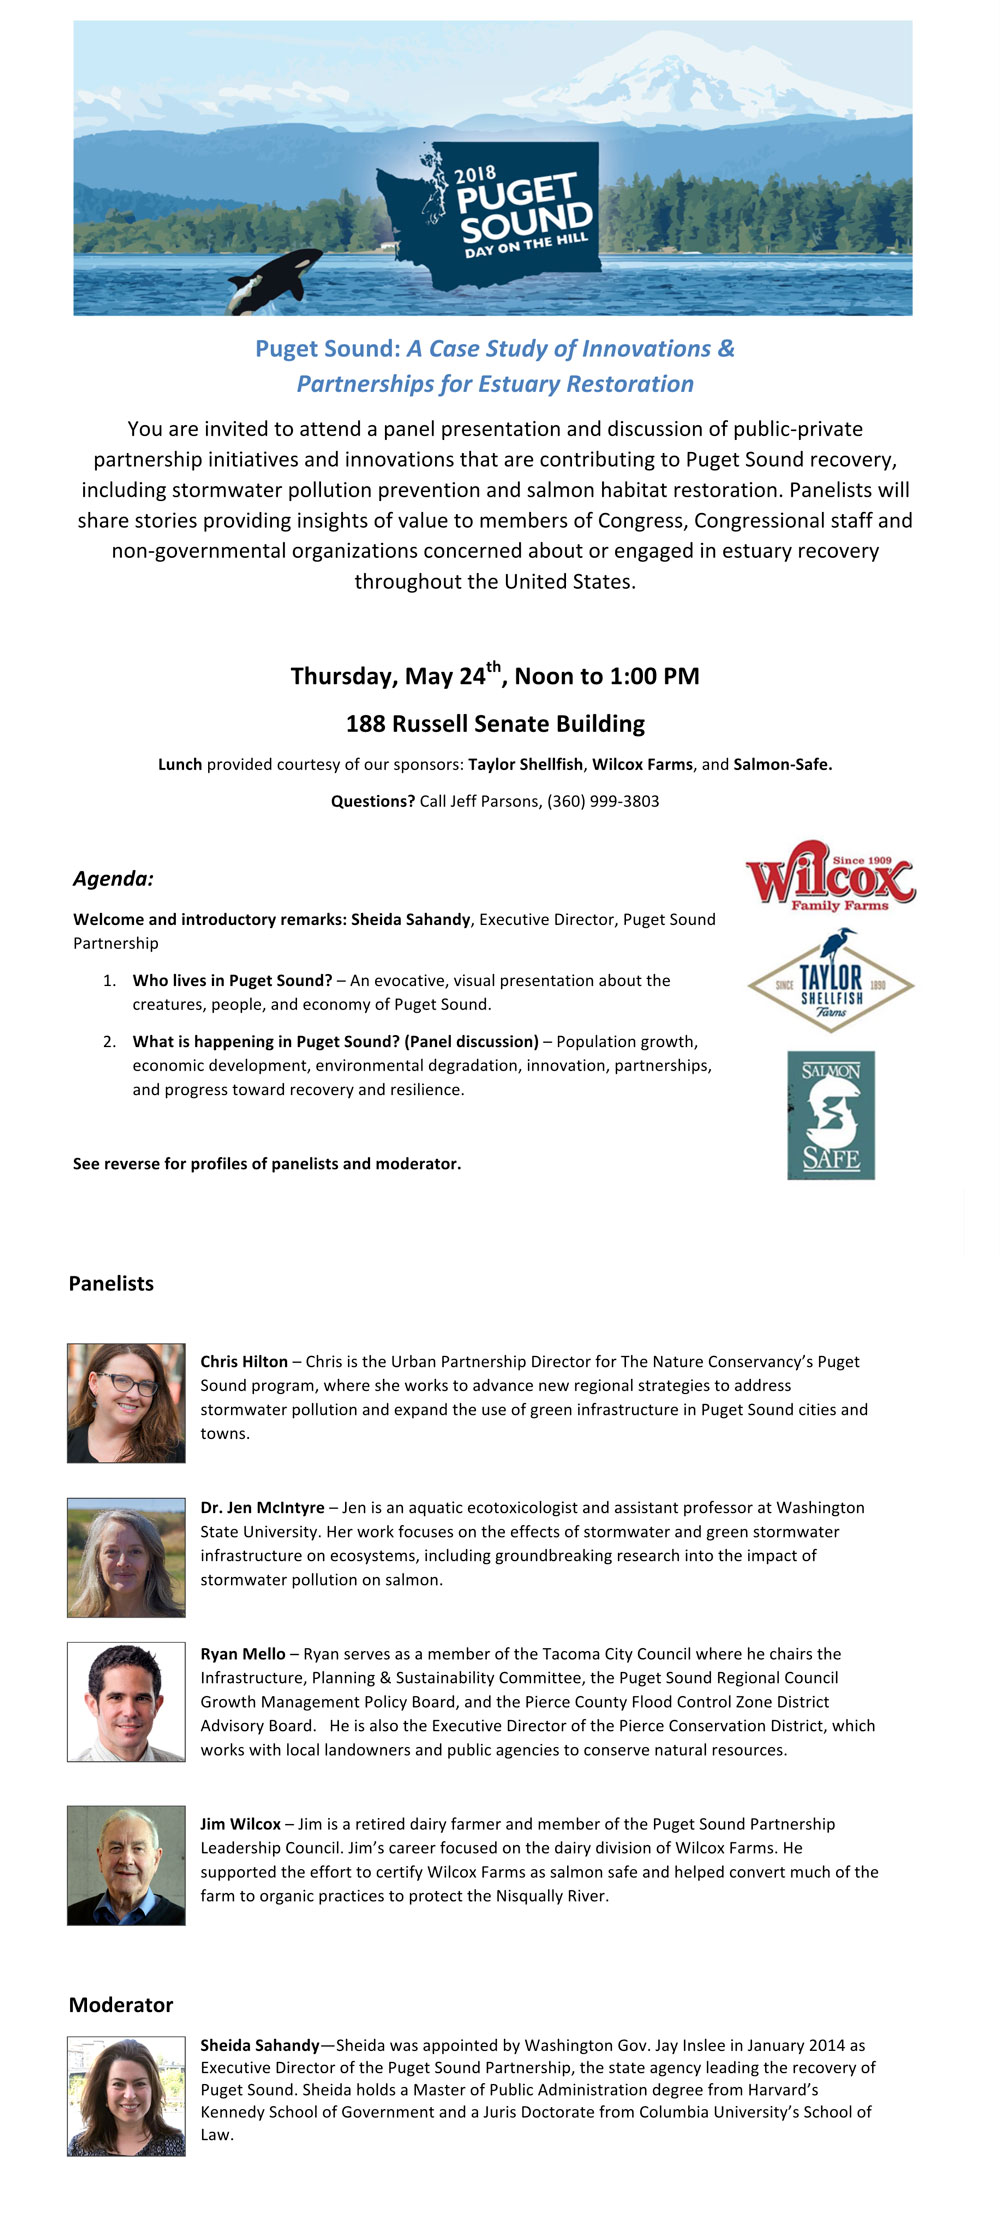 2018
PUGET
SOUND
DAY ON THE HILL
Puget Sound: A Case Study of Innovations &
Partnerships for Estuary Restoration
You are invited to attend a panel presentation and discussion of public-private
partnership initiatives and innovations that are contributing to Puget Sound recovery,
including stormwater pollution prevention and salmon habitat restoration. Panelists will
share stories providing insights of value to members of Congress, Congressional staff and
non-governmental organizations concerned about or engaged in estuary recovery
throughout the United States.
Thursday, May 24th, Noon to 1:00 PM
188 Russell Senate Building
Lunch provided courtesy of our sponsors: Taylor Shellfish, Wilcox Farms, and Salmon-Safe.
Questions? Call Jeff Parsons, (360) 999-3803
Agenda:
Welcome and introductory remarks: Sheida Sahandy, Executive Director, Puget Sound
Partnership
1. Who lives in Puget Sound? – An evocative, visual presentation about the
creatures, people, and economy of Puget Sound.
2. What is happening in Puget Sound? (Panel discussion) – Population growth,
economic development, environmental degradation, innovation, partnerships,
and progress toward recovery and resilience.
See reverse for profiles of panelists and moderator.
Since 1909
Wilcox
Family Farms
SINCE TAYLOR 1890
SHELLFISH
Farms
SALMON
SAFE
Panelists
Chris Hilton – Chris is the Urban Partnership Director for The Nature Conservancy’s Puget
Sound program, where she works to advance new regional strategies to address
stormwater pollution and expand the use of green infrastructure in Puget Sound cities and
towns.
Dr. Jen McIntyre – Jen is an aquatic ecotoxicologist and assistant professor at Washington
State University. Her work focuses on the effects of stormwater and green stormwater
infrastructure on ecosystems, including groundbreaking research into the impact of
stormwater pollution on salmon.
Ryan Mello – Ryan serves as a member of the Tacoma City Council where he chairs the
Infrastructure, Planning & Sustainability Committee, the Puget Sound Regional Council
Growth Management Policy Board, and the Pierce County Flood Control Zone District
Advisory Board. He is also the Executive Director of the Pierce Conservation District, which
works with local landowners and public agencies to conserve natural resources.
Jim Wilcox – Jim is a retired dairy farmer and member of the Puget Sound Partnership
Leadership Council. Jim’s career focused on the dairy division of Wilcox Farms. He
supported the effort to certify Wilcox Farms as salmon safe and helped convert much of the
farm to organic practices to protect the Nisqually River.
Moderator
Sheida Sahandy—Sheida was appointed by Washington Gov. Jay Inslee in January 2014 as
Executive Director of the Puget Sound Partnership, the state agency leading the recovery of
Puget Sound. Sheida holds a Master of Public Administration degree from Harvard’s
Kennedy School of Government and a Juris Doctorate from Columbia University’s School of
Law.